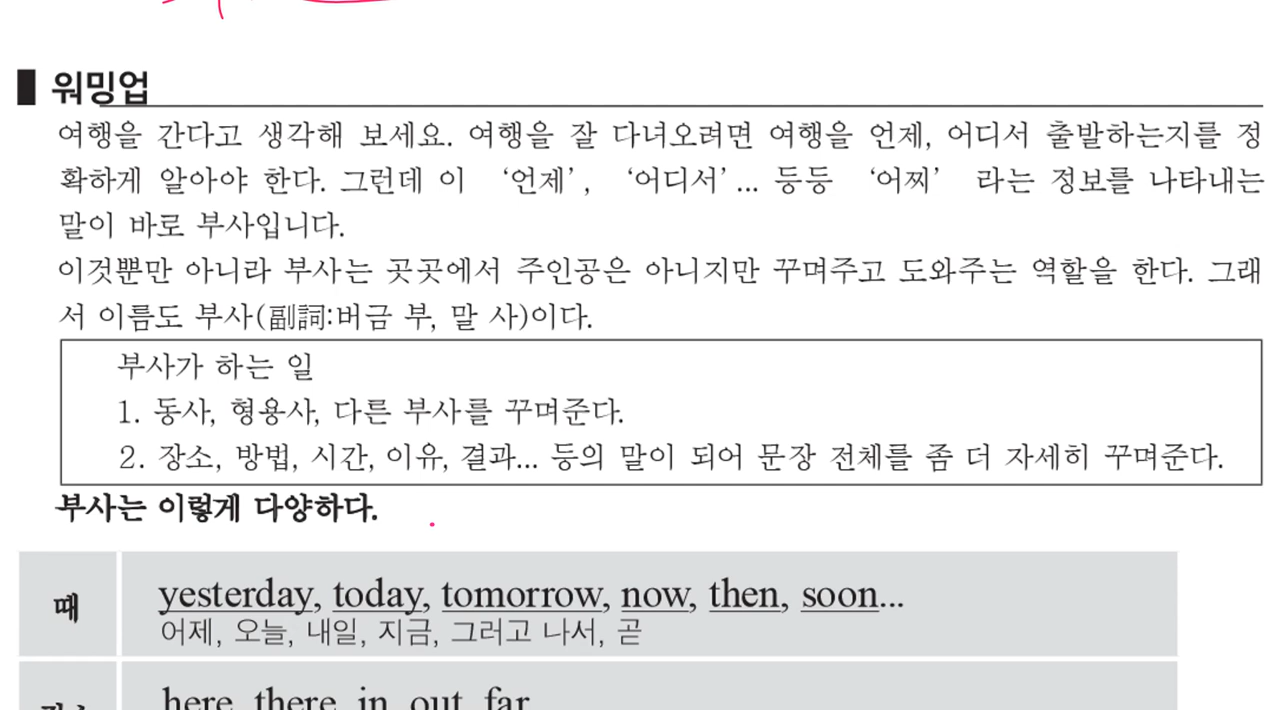 워밍업
여행을 간다고 생각해 보세요. 여행을 잘 다녀오려면 여행을 언제, 어디서 출발하는지를 정
확하게 알아야 한다. 그런데 이 ‘언제’, ‘어디서’... 등등 ‘어찌’ 라는 정보를 나타내는
말이 바로 부사입니다.
이것뿐만 아니라 부사는 곳곳에서 주인공은 아니지만 꾸며주고 도와주는 역할을 한다. 그래
서 이름도 부사(副詞:버금 부, 말 사)이다.
부사가 하는 일
1. 동사, 형용사, 다른 부사를 꾸며준다.
2. 장소, 방법, 시간, 이유, 결과... 등의 말이 되어 문장 전체를 좀 더 자세히 꾸며준다.
부사는 이렇게 다양하다.
때
yesterday, today, tomorrow, now, then, soon...
어제, 오늘, 내일, 지금, 그러고 나서, 곧
here, there, in, out, far